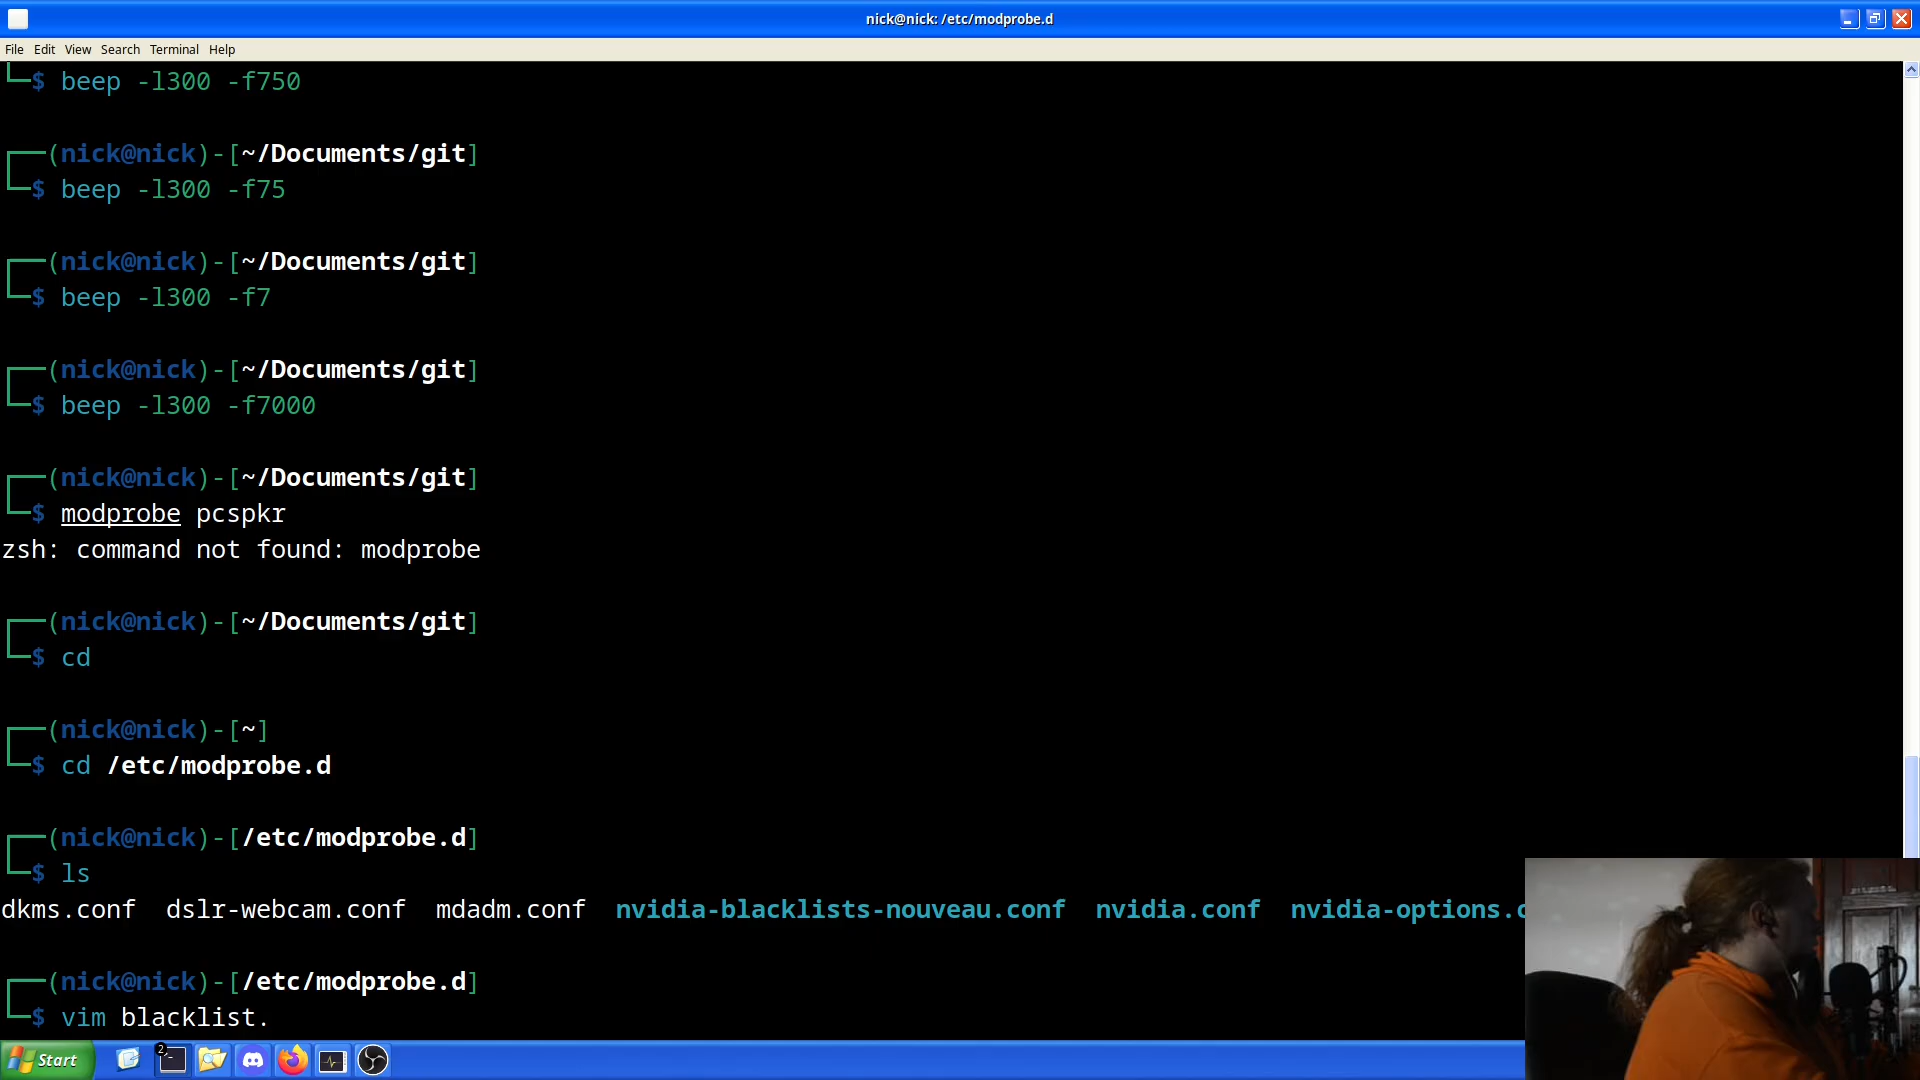 nick@nick: /etc/modprobe.d
File Edit View Search Terminal Help
└─$ beep -l300 -f750
┌──(nick@nick)-[~/Documents/git]
└─$ beep -l300 -f75
┌──(nick@nick)-[~/Documents/git]
└─$ beep -l300 -f7
┌──(nick@nick)-[~/Documents/git]
└─$ beep -l300 -f7000
┌──(nick@nick)-[~/Documents/git]
└─$ modprobe pcspkr
zsh: command not found: modprobe
┌──(nick@nick)-[~/Documents/git]
└─$ cd
┌──(nick@nick)-[~]
└─$ cd /etc/modprobe.d
┌──(nick@nick)-[/etc/modprobe.d]
└─$ ls
dkms.conf dslr-webcam.conf mdadm.conf nvidia-blacklists-nouveau.conf nvidia.conf nvidia-options.c
┌──(nick@nick)-[/etc/modprobe.d]
└─$ vim blacklist.
Start 2